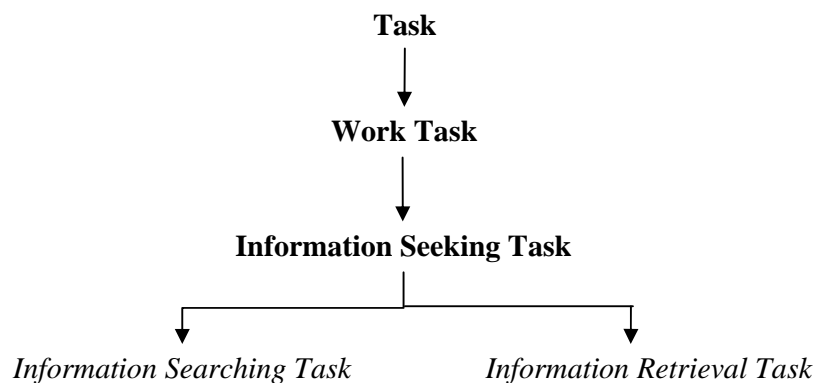 Task
Work Task
Information Seeking Task
Information Searching Task
Information Retrieval Task